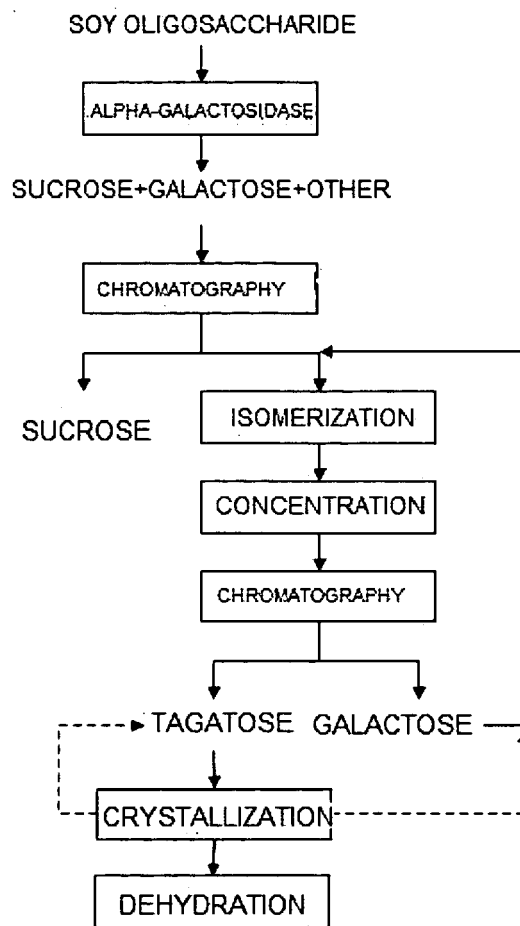 SOY OLIGOSACCHARIDE
ALPHA-GALACTOSIDASE
SUCROSE+GALACTOSE+OTHER
CHROMATOGRAPHY
SUCROSE
ISOMERIZATION
CONCENTRATION
CHROMATOGRAPHY
TAGATOSE GALACTOSE
CRYSTALLIZATION
DEHYDRATION